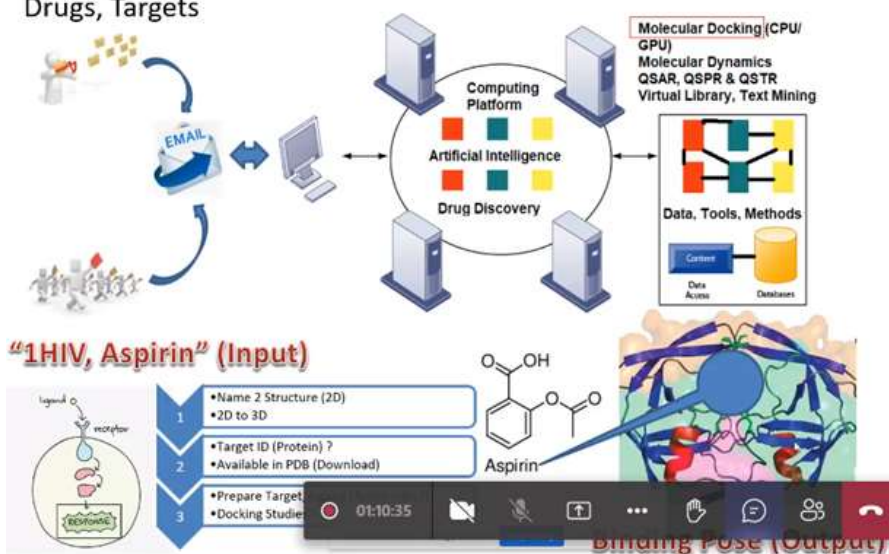 Drugs, Targets
EMAIL
Computing
Platform
Artificial Intelligence
Drug Discovery
Molecular Docking (CPU/
GPU)
Molecular Dynamics
QSAR, QSPR & QSTR
Virtual Library, Text Mining
Data, Tools, Methods
Content
Data
Access
Databases
"1HIV, Aspirin" (Input)
ligand
receptor
RESPONSE
1
•Name 2 Structure (2D)
•2D to 3D
2
•Target ID (Protein) ?
•Available in PDB (Download)
3
•Prepare Target
•Docking Studies
O
OH
O
O
Aspirin
01:10:35
Binding Pose (Output)